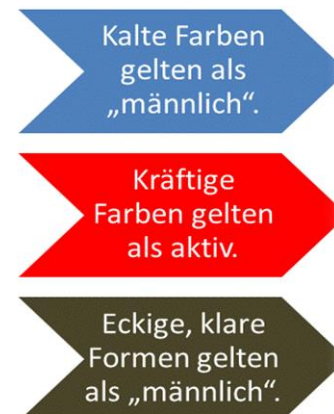 Kalte Farben
gelten als
„männlich“.
Kräftige
Farben gelten
als aktiv.
Eckige, klare
Formen gelten
als „männlich“.